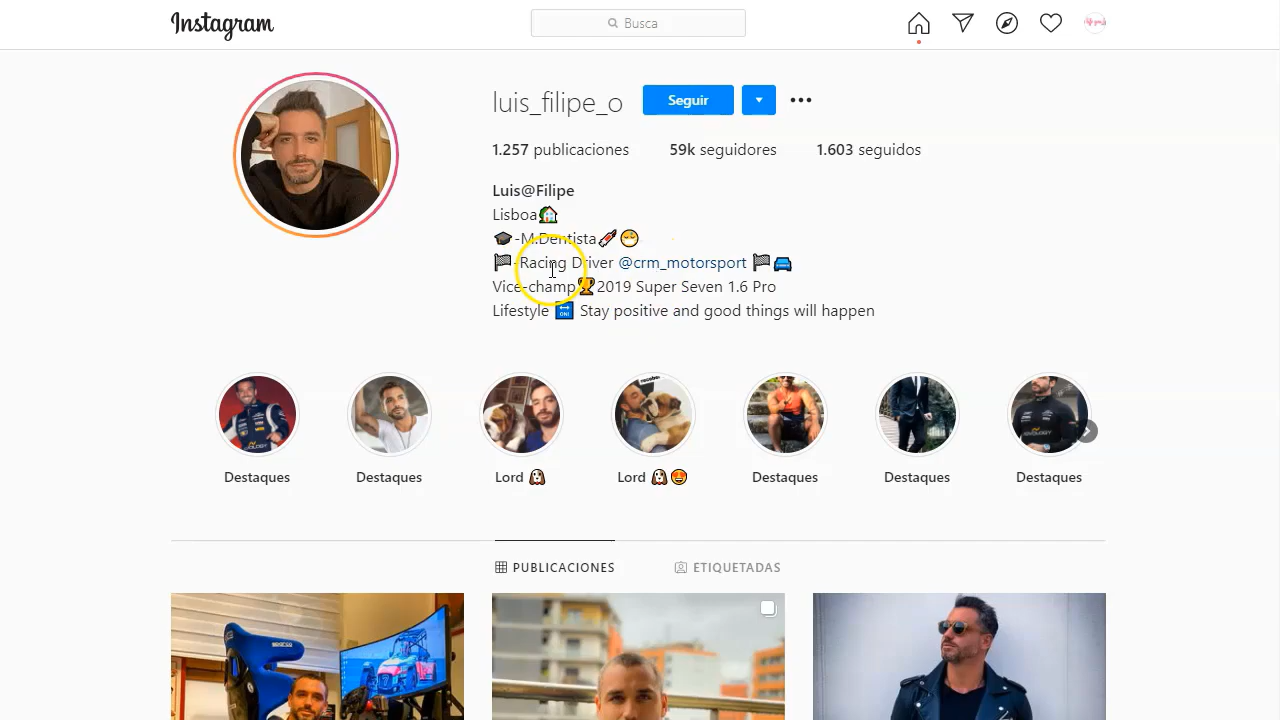 Instagram
Busca
luis_filipe_o Seguir
1.257 publicaciones 59k seguidores 1.603 seguidos
Luis@Filipe
Lisboa🏡
🎓-M.Dentista🚀😷
🏁-Racing Driver @crm_motorsport 🏁🚘
Vice-champ🏆2019 Super Seven 1.6 Pro
Lifestyle 🔛 Stay positive and good things will happen
Destaques Destaques Lord 🐶 Lord 🐶😍 Destaques Destaques Destaques
PUBLICACIONES ETIQUETADAS
SPARCO